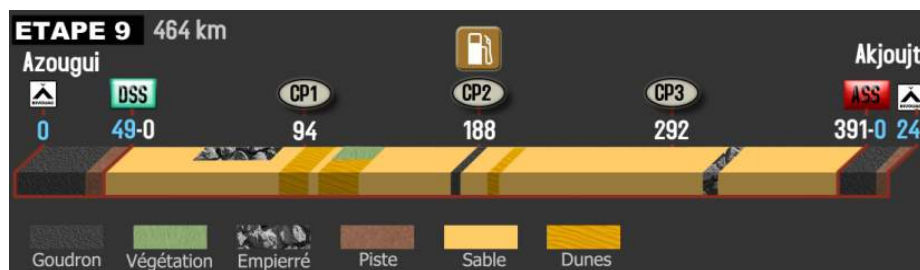 ETAPE 9 464 km
Azougui Akjoujt
DSS CP1 CP2 CP3 ASS
0 49-0 94 188 292 391-0 24
Goudron Végétation Empierré Piste Sable Dunes